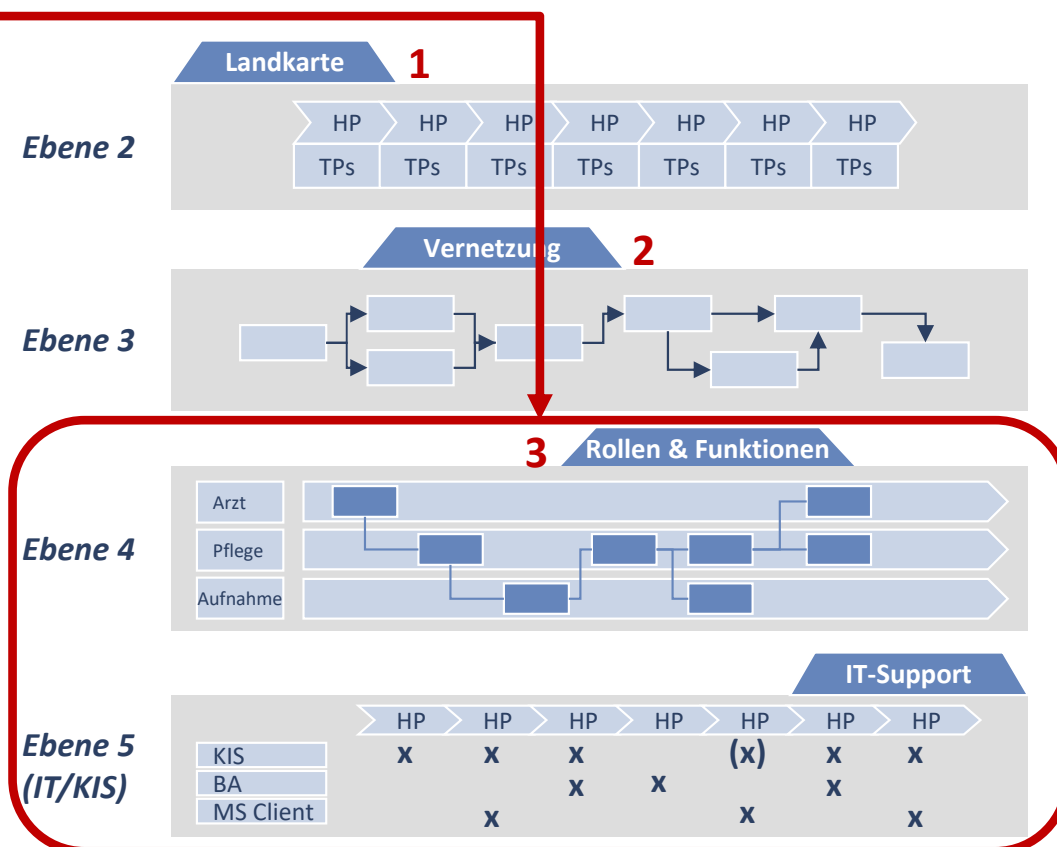 Landkarte 1
Ebene 2
HP HP HP HP HP HP HP
TPs TPs TPs TPs TPs TPs TPs
Vernetzung 2
Ebene 3
3 Rollen & Funktionen
Arzt
Ebene 4 Pflege
Aufnahme
IT-Support
HP HP HP HP HP HP HP
Ebene 5 KIS x x x (x) x x
(IT/KIS) BA x x x
MS Client x x x